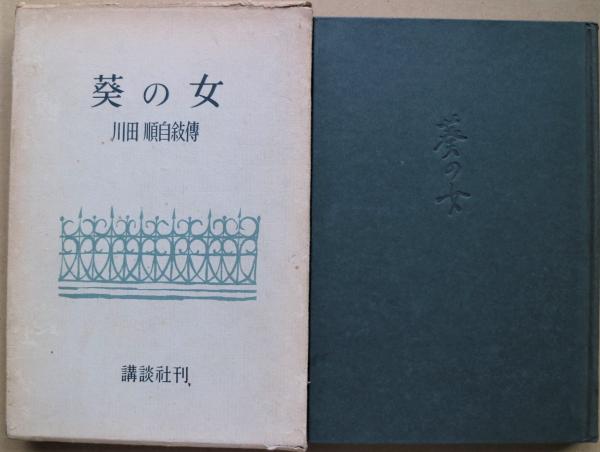 葵の女
川田 順自敍傳
講談社刊
葵の女